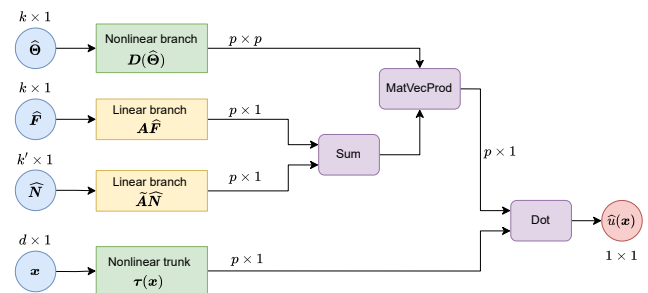 k × 1
Θ̂
Nonlinear branch
D(Θ̂)
p × p
MatVecProd
k × 1
F̂
Linear branch
AF̂
p × 1
Sum
k′ × 1
N̂
Linear branch
ÃN̂
p × 1
p × 1
Dot
û(x)
1 × 1
d × 1
x
Nonlinear trunk
τ(x)
p × 1